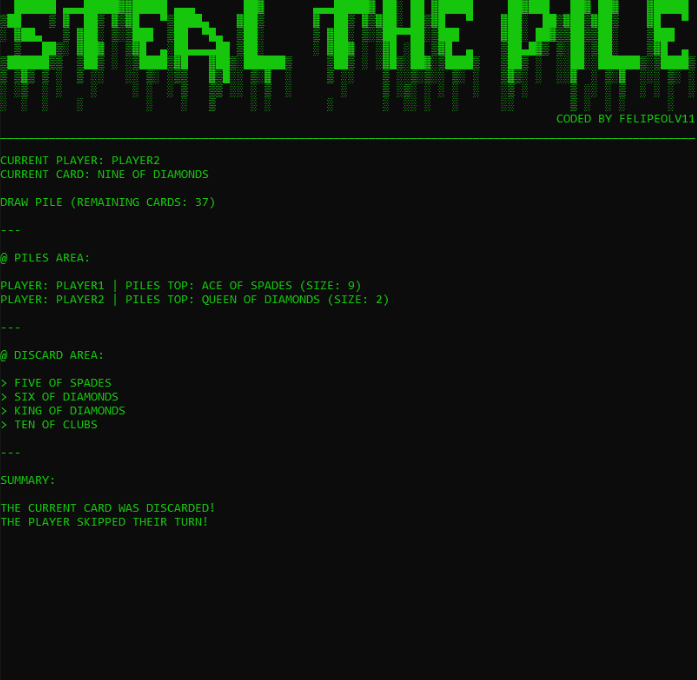 STEAL THE PILE
CODED BY FELIPEOLV11
CURRENT PLAYER: PLAYER2
CURRENT CARD: NINE OF DIAMONDS
DRAW PILE (REMAINING CARDS: 37)
---
@ PILES AREA:
PLAYER: PLAYER1 | PILES TOP: ACE OF SPADES (SIZE: 9)
PLAYER: PLAYER2 | PILES TOP: QUEEN OF DIAMONDS (SIZE: 2)
---
@ DISCARD AREA:
> FIVE OF SPADES
> SIX OF DIAMONDS
> KING OF DIAMONDS
> TEN OF CLUBS
---
SUMMARY:
THE CURRENT CARD WAS DISCARDED!
THE PLAYER SKIPPED THEIR TURN!